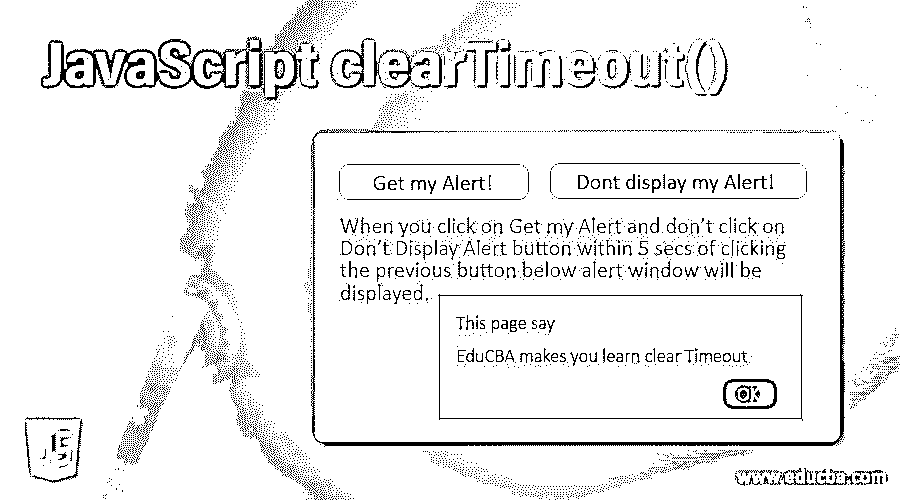 JavaScript clearTimeout()
Get my Alert!
Dont display my Alert!
When you click on Get my Alert and don't click on
Don't Display Alert button within 5 secs of clicking
the previous button below alert window will be
displayed.
This page say
EduCBA makes you learn clear Timeout
OK
JS
www.educba.com